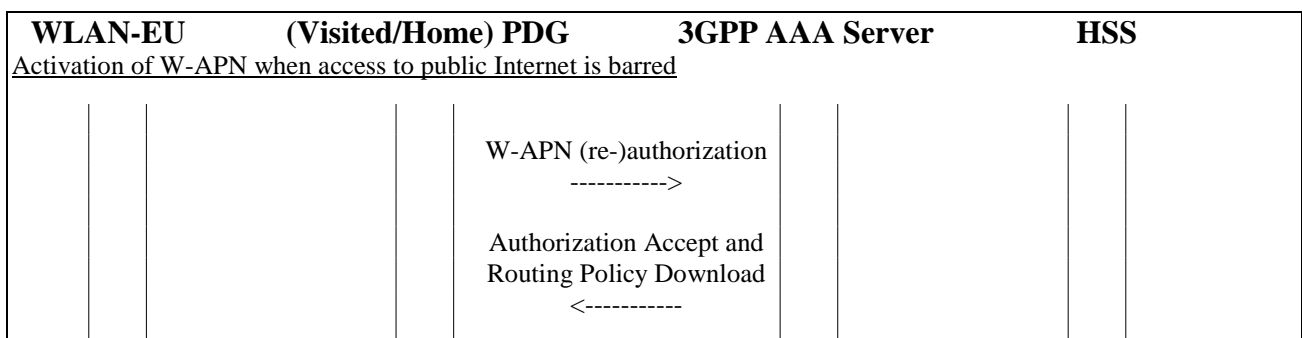 WLAN-EU (Visited/Home) PDG 3GPP AAA Server HSS
Activation of W-APN when access to public Internet is barred
W-APN (re-)authorization
----------->
Authorization Accept and
Routing Policy Download
<-----------